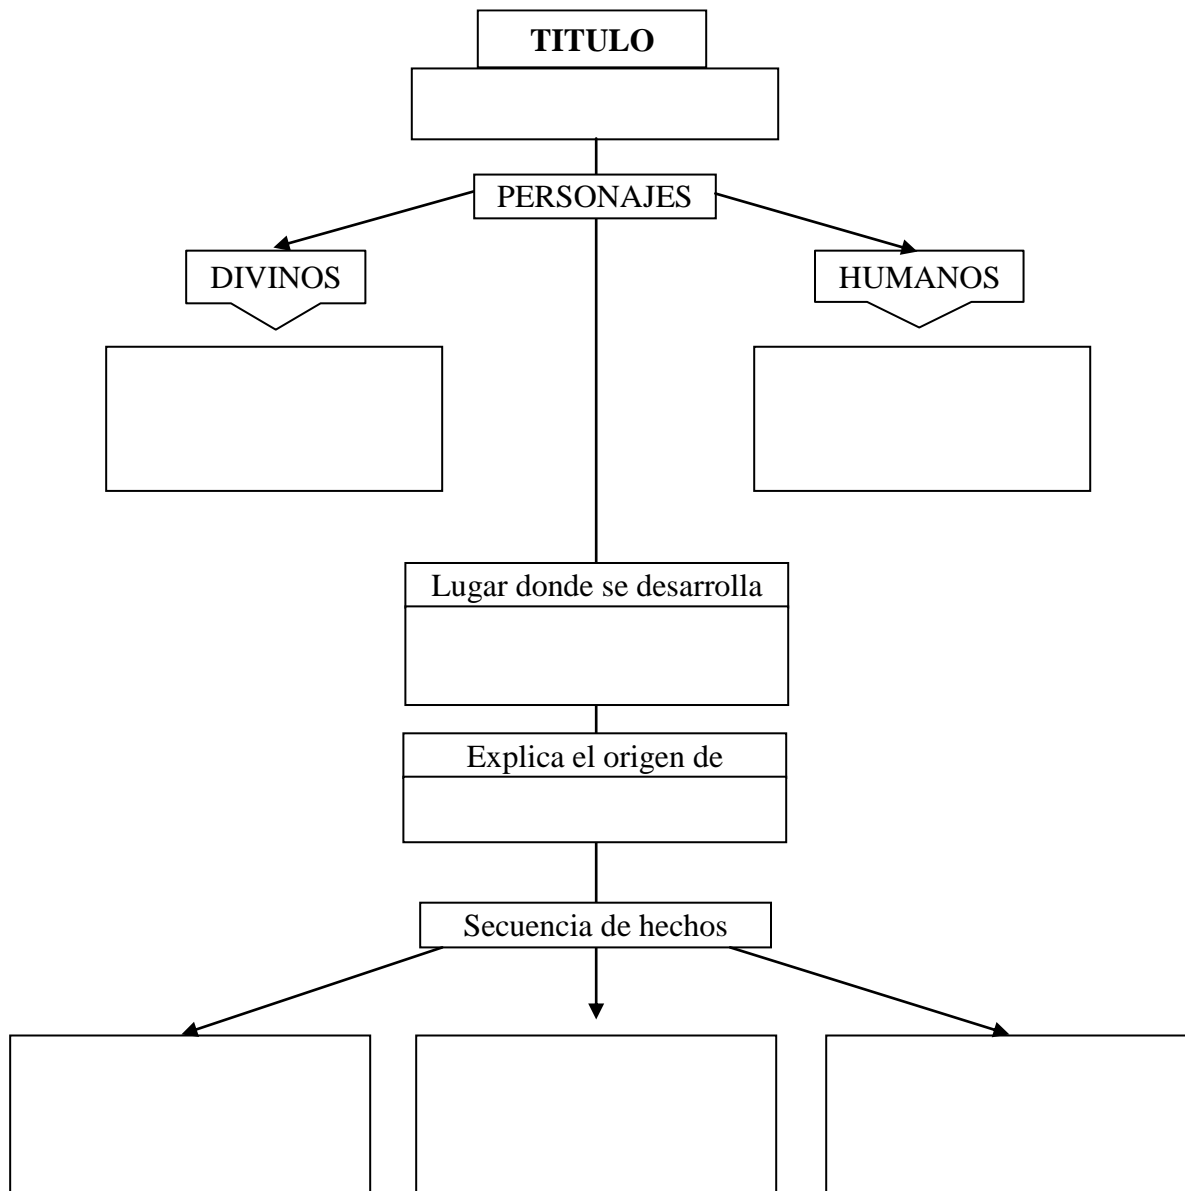 TITULO
PERSONAJES
DIVINOS
HUMANOS
Lugar donde se desarrolla
Explica el origen de
Secuencia de hechos